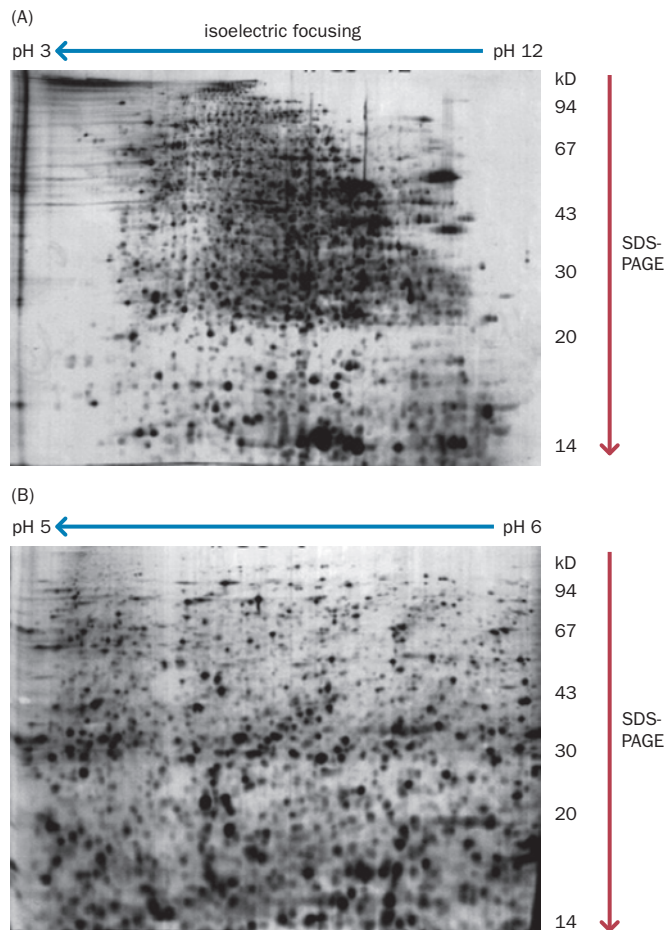 (A)
isoelectric focusing
pH 3 pH 12
kD
94
67
43
SDS-
PAGE
30
20
14
(B)
pH 5 pH 6
kD
94
67
43
SDS-
PAGE
30
20
14